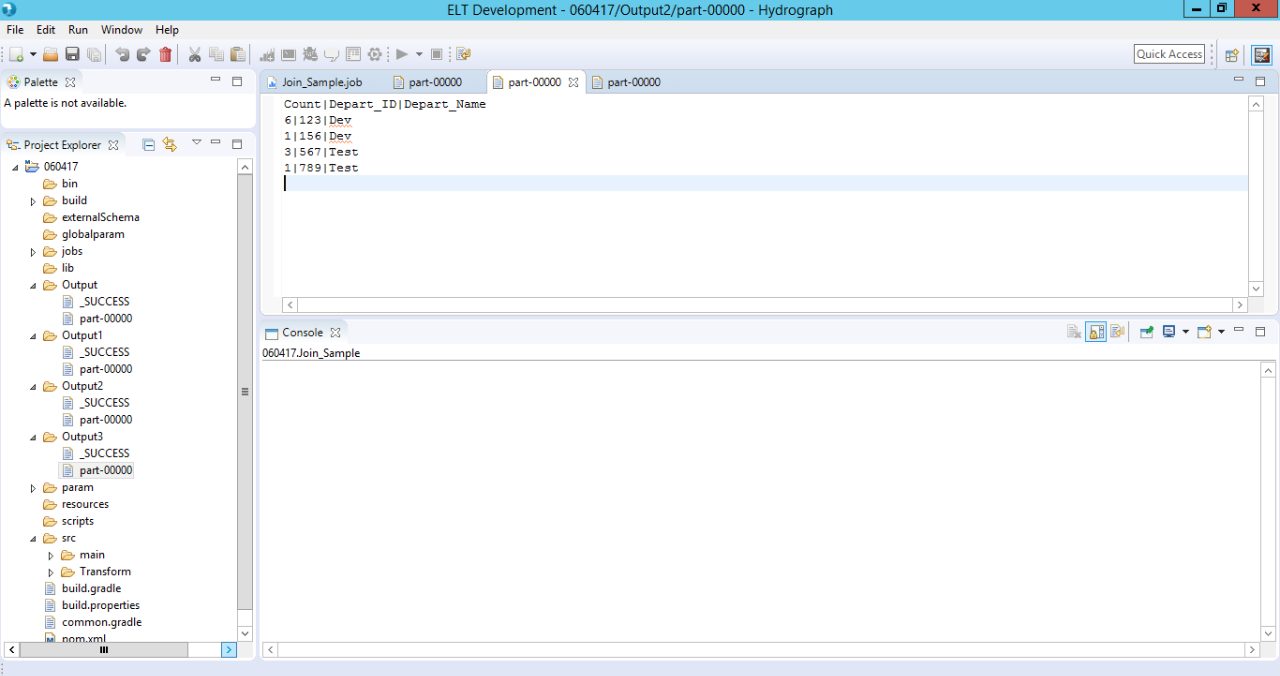 ELT Development - 060417/Output2/part-00000 - Hydrograph
File Edit Run Window Help
Quick Access
Palette
A palette is not available.
Project Explorer
060417
bin
build
externalSchema
globalparam
jobs
lib
Output
_SUCCESS
part-00000
Output1
_SUCCESS
part-00000
Output2
_SUCCESS
part-00000
Output3
_SUCCESS
part-00000
param
resources
scripts
src
main
Transform
build.gradle
build.properties
common.gradle
pom.xml
Join_Sample.job part-00000 part-00000 part-00000
Count|Depart_ID|Depart_Name
6|123|Dev
1|156|Dev
3|567|Test
1|789|Test
Console
060417.Join_Sample